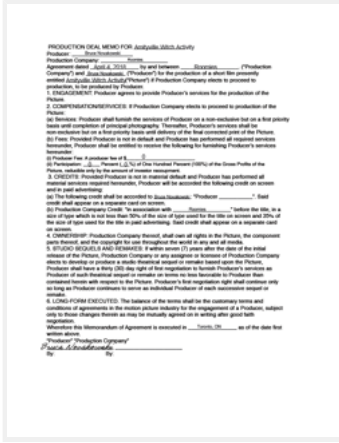 PRODUCTION DEAL MEMO FOR Amityville Witch Activity
Producer: Bruce Novakowski
Production Company:
Agreement dated April 4, 2018 by and between ("Production
Company") and Bruce Novakowski, ("Producer") for the production of a short film presently
entitled Amityville Witch Activity("Picture") if Production Company elects to proceed to
production, to be produced by Producer.
1. ENGAGEMENT: Producer agrees to provide Producer's services for the production of the
Picture.
2. COMPENSATION/SERVICES: If Production Company elects to proceed to production of the
Picture:
(a) Services: Producer shall furnish the services of Producer on a non-exclusive but on a first priority
basis until completion of principal photography. Thereafter, Producer's services shall be
non-exclusive but on a first-priority basis until delivery of the final corrected print of the Picture.
(b) Fees: Provided Producer is not in default and Producer has performed all required services
hereunder, Producer will be entitled to receive the following for furnishing Producer's services
hereunder:
(i) Producer Fee: A producer fee of $ 0
(ii) Participation: 0 Percent ( 0 %) of One Hundred Percent (100%) of the Gross Profits of the
Picture, reducible only by the amount of investor recoupment.
3. CREDITS: Provided Producer is not in material default and Producer has performed all
material services required hereunder, Producer will be accorded the following credit on screen
and in paid advertising:
(a) The following credit shall be accorded to Bruce Novakowski: "Producer ". Said
credit shall appear on a separate card on screen.
(b) Production Company Credit: "In association with " before the title, in a
size of type which is not less than 50% of the size of type used for the title on screen and 20% of
the size of type used for the title in paid advertising. Said credit shall appear on a separate card
on screen.
4. OWNERSHIP: Production Company thereof, shall own all rights in the Picture, the component
parts thereof, and the copyright for use throughout the world in any and all media.
5. STUDIO SEQUELS AND REMAKES: If within seven (7) years after the date of the initial
release of the Picture, Production Company or any assignee or licensee of Production Company
elects to develop or produce a studio theatrical sequel or remake based upon the Picture,
Producer shall have a thirty (30) day right of first negotiation to furnish Producer's services as
Producer of such theatrical sequel or remake on terms no less favorable to Producer than
contained herein with respect to the Picture. Producer's first negotiation right shall continue only
so long as Producer continues to serve as individual Producer of each successive sequel or
remake.
6. LONG-FORM EXECUTED: The balance of the terms shall be the customary terms and
conditions of agreements in the motion picture industry for the engagement of a Producer, subject
only to those changes therein as may be mutually agreed on in writing after good faith
negotiation.
Wherefore this Memorandum of Agreement is executed in Toronto, ON as of the date first
written above.
"Producer" "Production Company"
Bruce Novakowski
By: By: